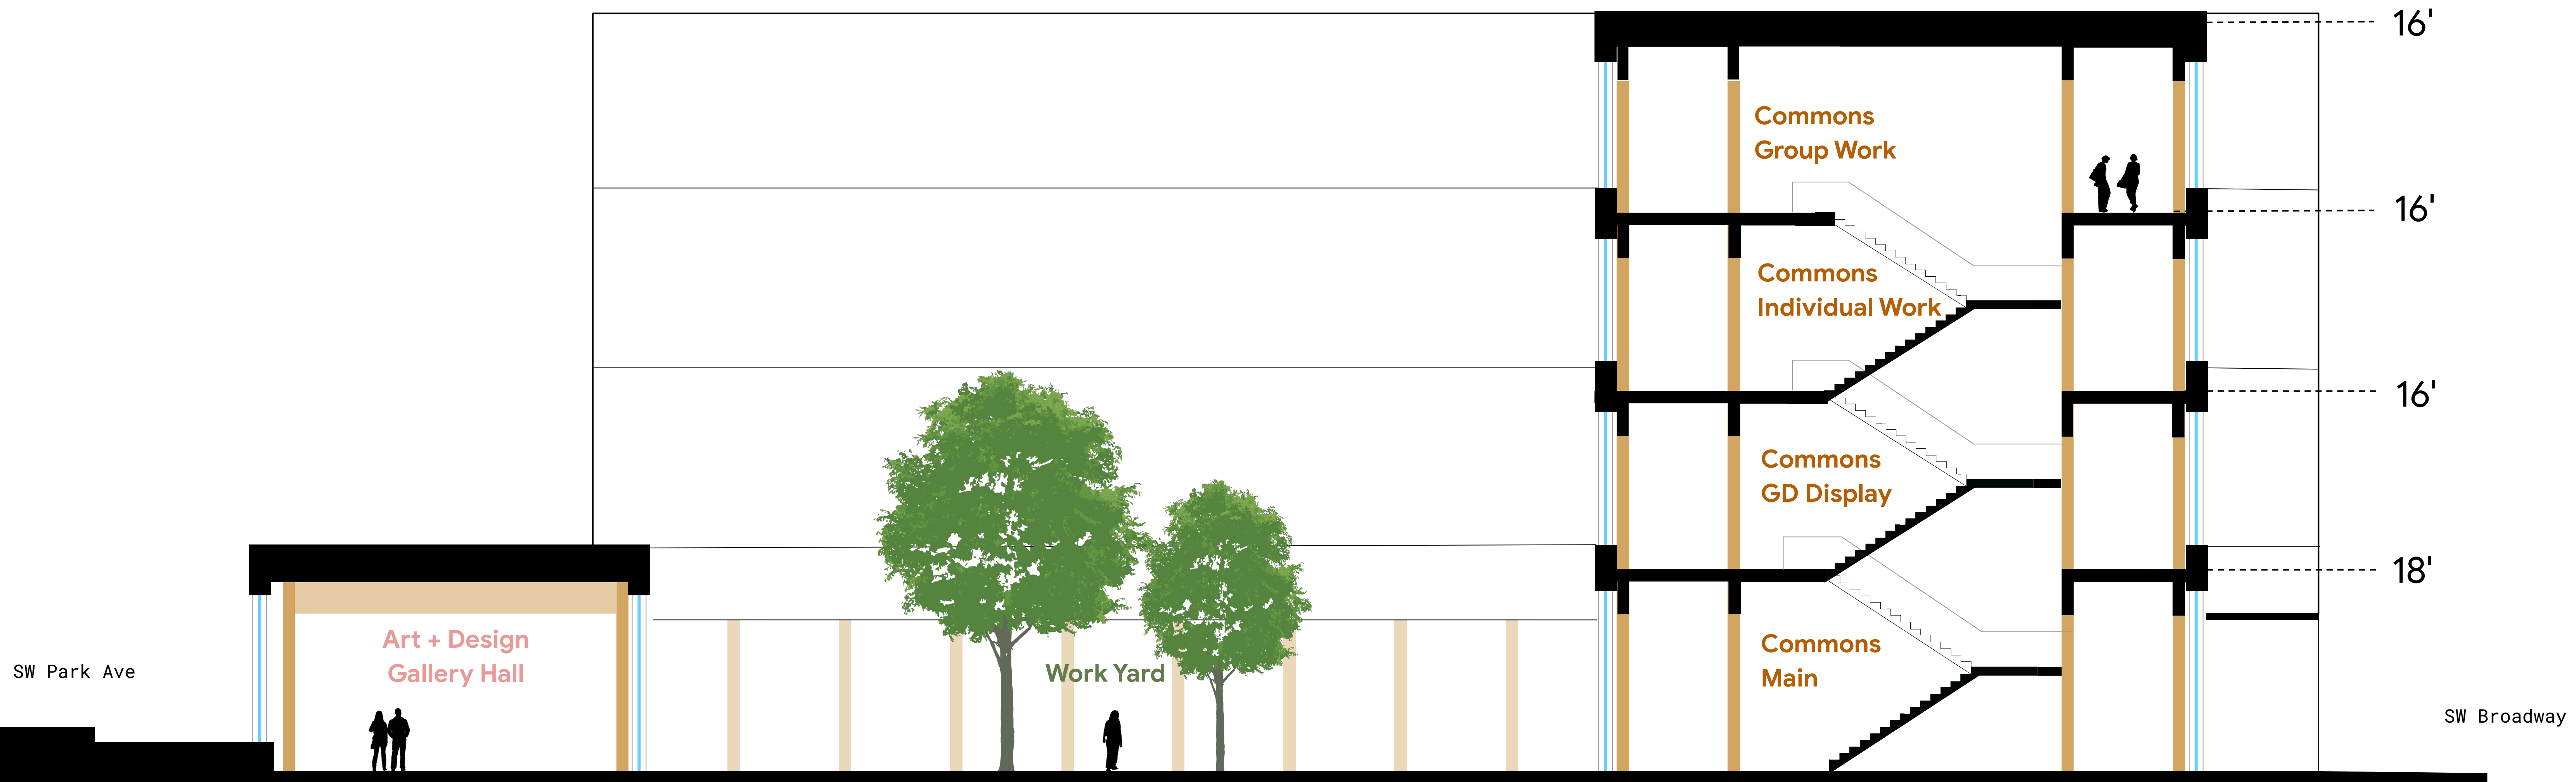 16'
Commons
Group Work
16'
Commons
Individual Work
16'
Commons
GD Display
18'
Art + Design
Gallery Hall
Work Yard
Commons
Main
SW Park Ave
SW Broadway